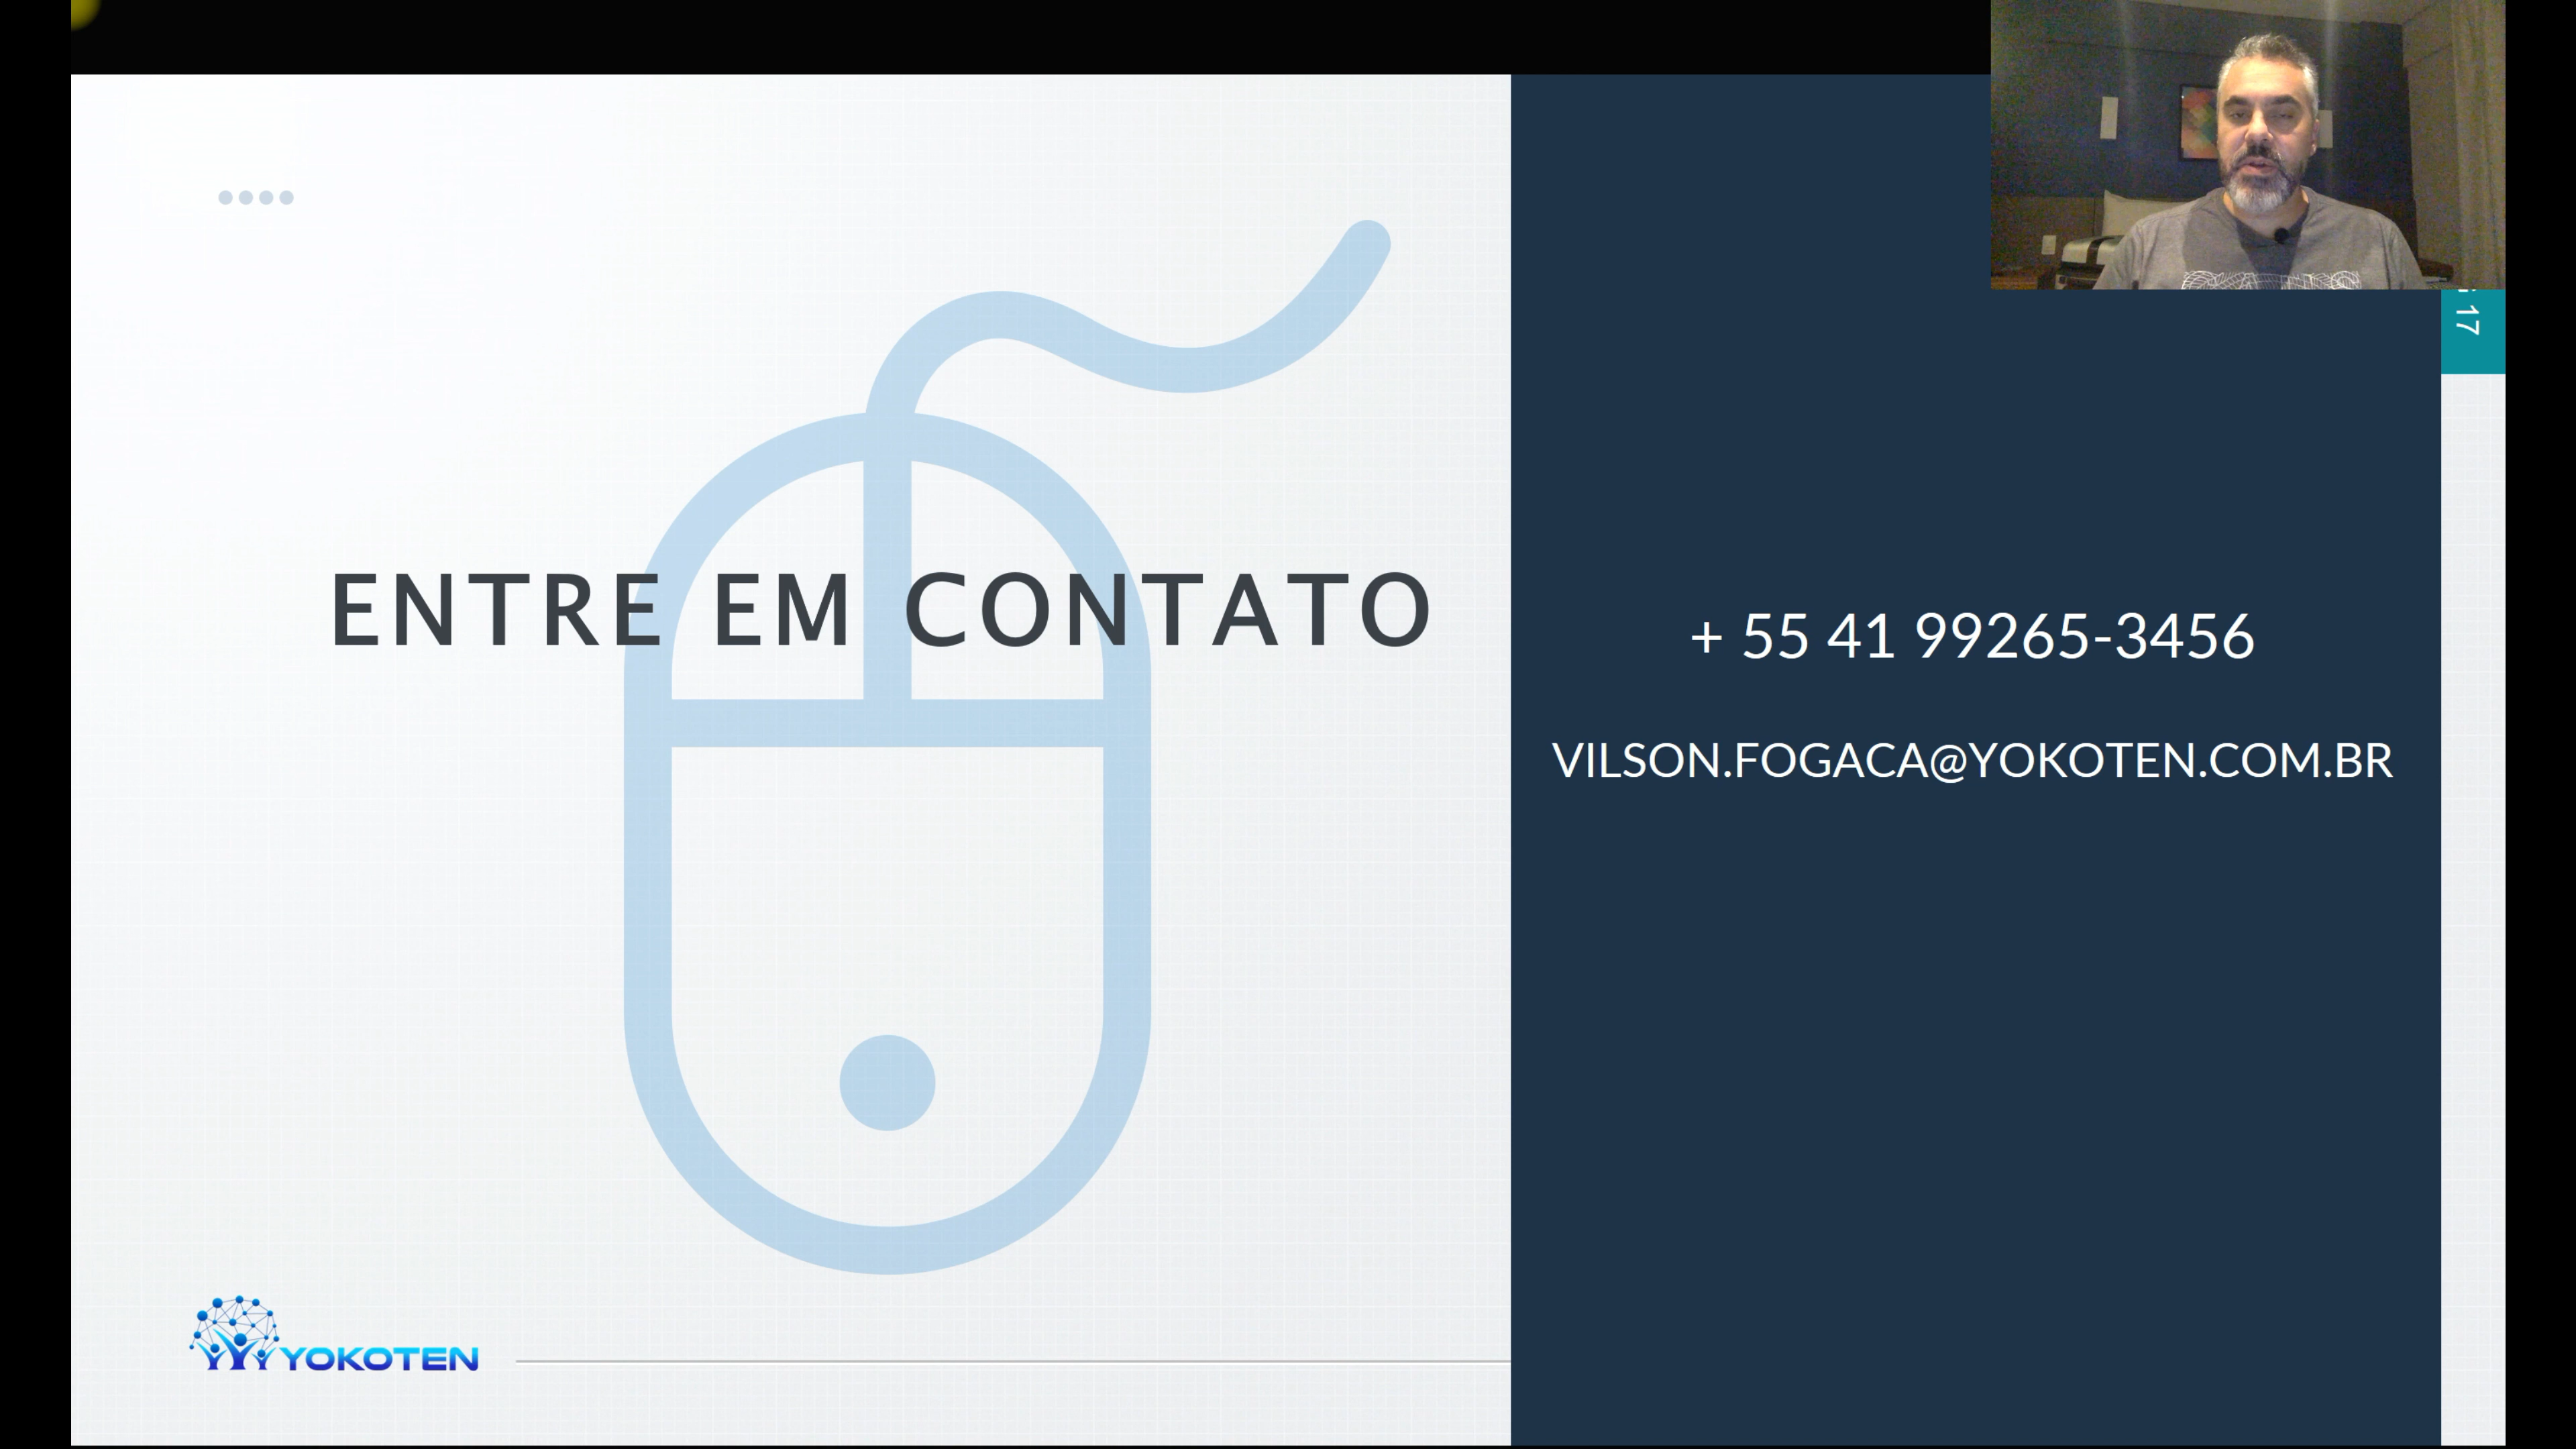 17
ENTRE EM CONTATO
+ 55 41 99265-3456
VILSON.FOGACA@YOKOTEN.COM.BR
YOKOTEN